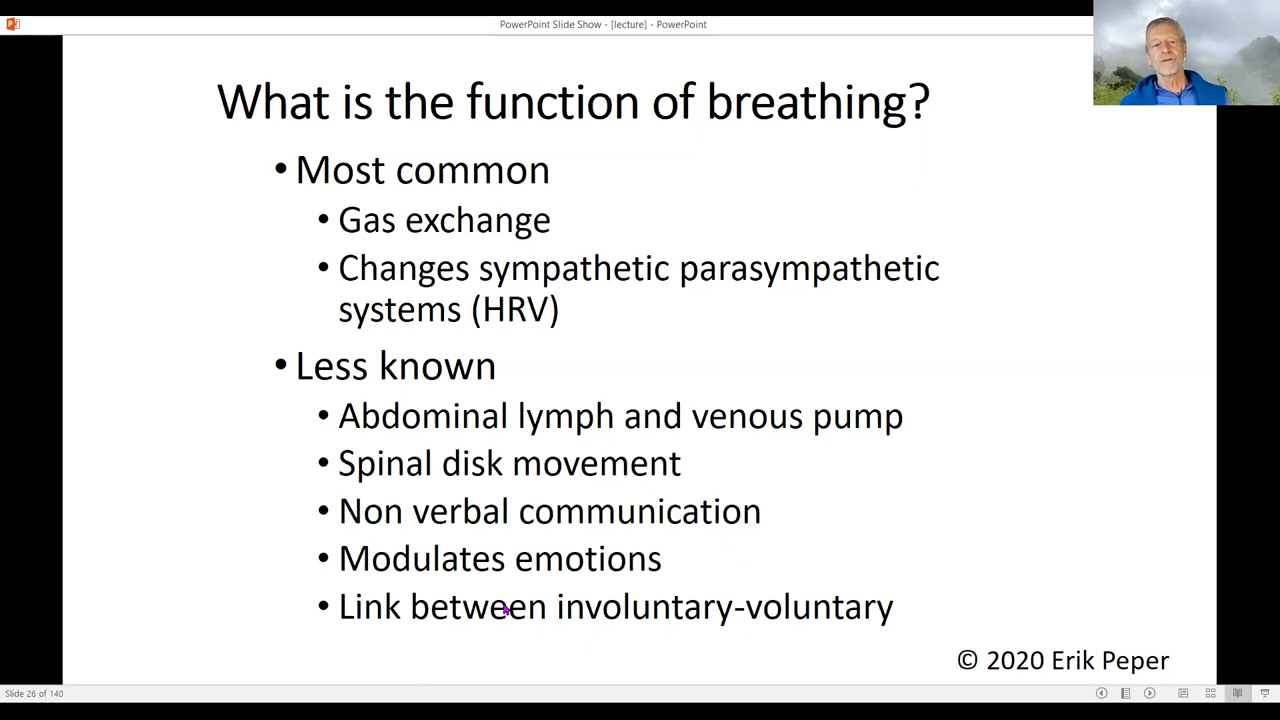 PowerPoint Slide Show - [lecture] - PowerPoint
What is the function of breathing?
• Most common
• Gas exchange
• Changes sympathetic parasympathetic
systems (HRV)
• Less known
• Abdominal lymph and venous pump
• Spinal disk movement
• Non verbal communication
• Modulates emotions
• Link between involuntary-voluntary
© 2020 Erik Peper
Slide 26 of 140